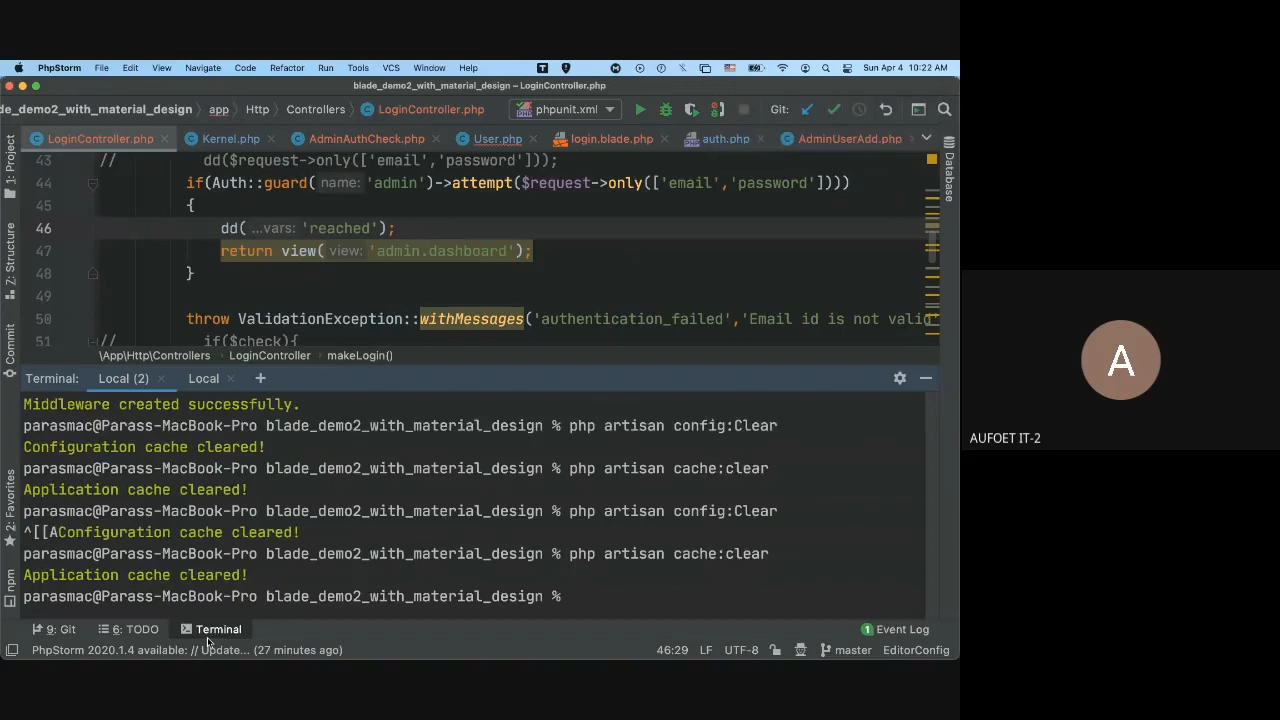 PhpStorm File Edit View Navigate Code Refactor Run Tools VCS Window Help Sun Apr 4 10:22 AM
blade_demo2_with_material_design – LoginController.php
de_demo2_with_material_design app Http Controllers LoginController.php phpunit.xml Git:
LoginController.php Kernel.php AdminAuthCheck.php User.php login.blade.php auth.php AdminUserAdd.php
1: Project
Z: Structure
Commit
2: Favorites
npm
Database
43 // dd($request->only(['email','password']));
44 if(Auth::guard( name: 'admin')->attempt($request->only(['email','password'])))
45 {
46 dd( ...vars: 'reached');
47 return view( view: 'admin.dashboard');
48 }
49
50 throw ValidationException::withMessages('authentication_failed','Email id is not valid'
51 // if($check){
\App\Http\Controllers LoginController makeLogin()
Terminal: Local (2) Local
Middleware created successfully.
parasmac@Parass-MacBook-Pro blade_demo2_with_material_design % php artisan config:Clear
Configuration cache cleared!
parasmac@Parass-MacBook-Pro blade_demo2_with_material_design % php artisan cache:clear
Application cache cleared!
parasmac@Parass-MacBook-Pro blade_demo2_with_material_design % php artisan config:Clear
^[[AConfiguration cache cleared!
parasmac@Parass-MacBook-Pro blade_demo2_with_material_design % php artisan cache:clear
Application cache cleared!
parasmac@Parass-MacBook-Pro blade_demo2_with_material_design %
9: Git 6: TODO Terminal 1 Event Log
PhpStorm 2020.1.4 available: // Update... (27 minutes ago) 46:29 LF UTF-8 master EditorConfig
A
AUFOET IT-2